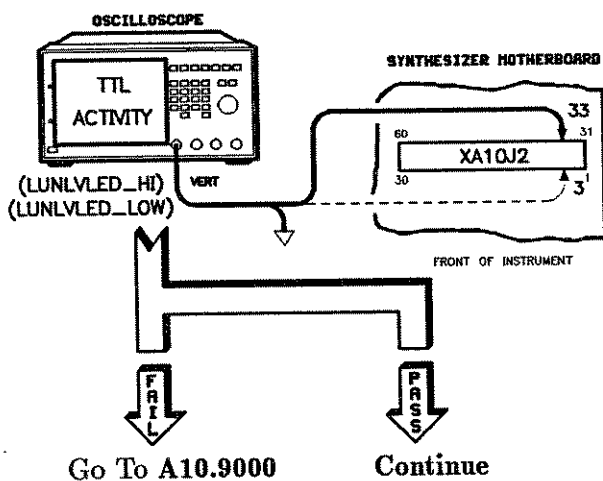 OSCILLOSCOPE
SYNTHESIZER MOTHERBOARD
TTL
ACTIVITY
33
60
31
XA10J2
(LUNLVLED_HI)
VERT
30
3
1
(LUNLVLED_LOW)
FRONT OF INSTRUMENT
FAIL
PASS
Go To A10.9000
Continue